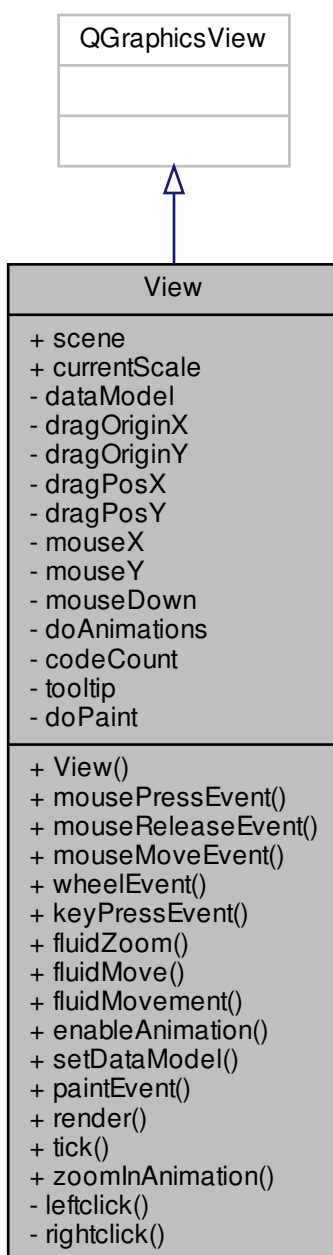 QGraphicsView
View
+ scene
+ currentScale
- dataModel
- dragOriginX
- dragOriginY
- dragPosX
- dragPosY
- mouseX
- mouseY
- mouseDown
- doAnimations
- codeCount
- tooltip
- doPaint
+ View()
+ mousePressEvent()
+ mouseReleaseEvent()
+ mouseMoveEvent()
+ wheelEvent()
+ keyPressEvent()
+ fluidZoom()
+ fluidMove()
+ fluidMovement()
+ enableAnimation()
+ setDataModel()
+ paintEvent()
+ render()
+ tick()
+ zoomInAnimation()
- leftclick()
- rightclick()